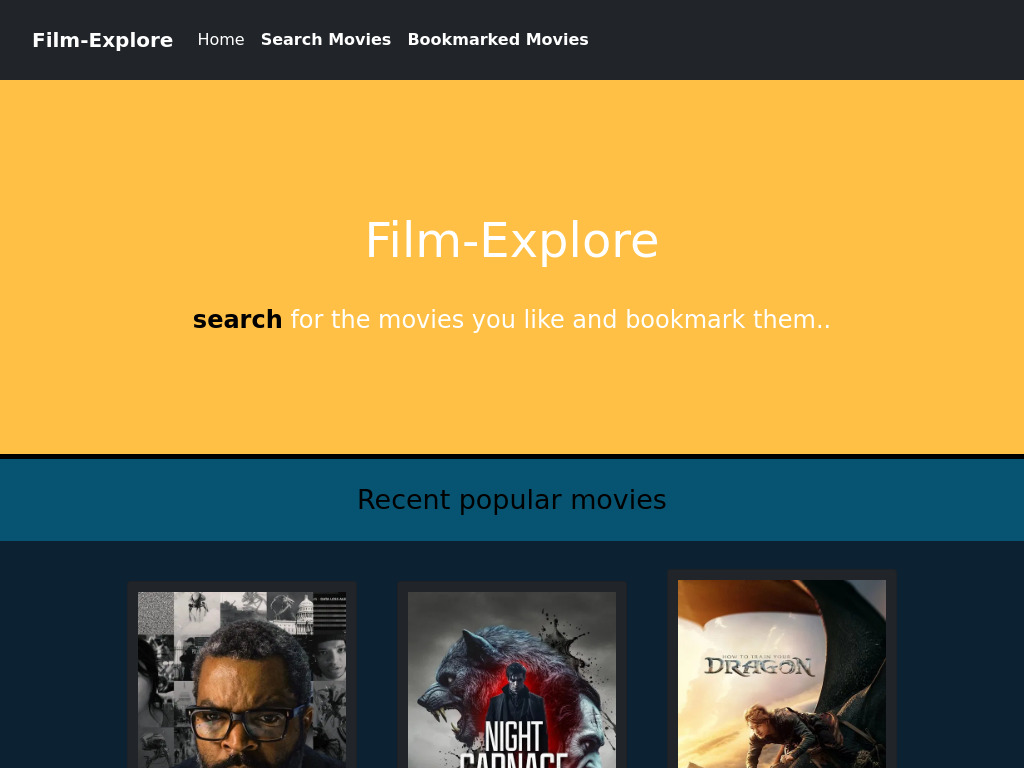 Film-Explore Home Search Movies Bookmarked Movies
Film-Explore
search for the movies you like and bookmark them..
Recent popular movies
HOW TO TRAIN YOUR
DRAGON
NIGHT
CARNAGE